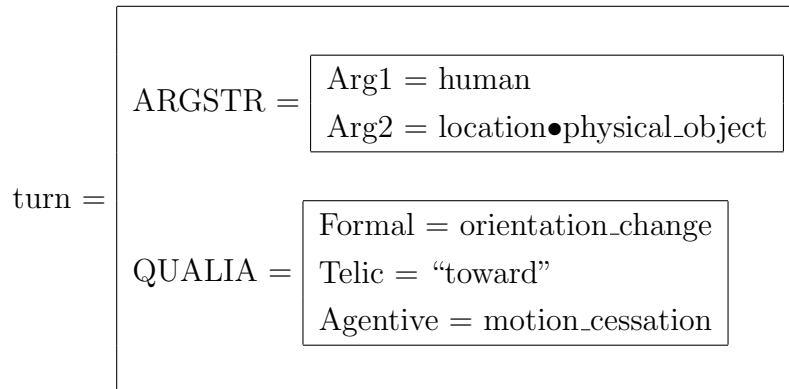 turn =
ARGSTR =
Arg1 = human
Arg2 = location•physical_object
QUALIA =
Formal = orientation_change
Telic = “toward”
Agentive = motion_cessation